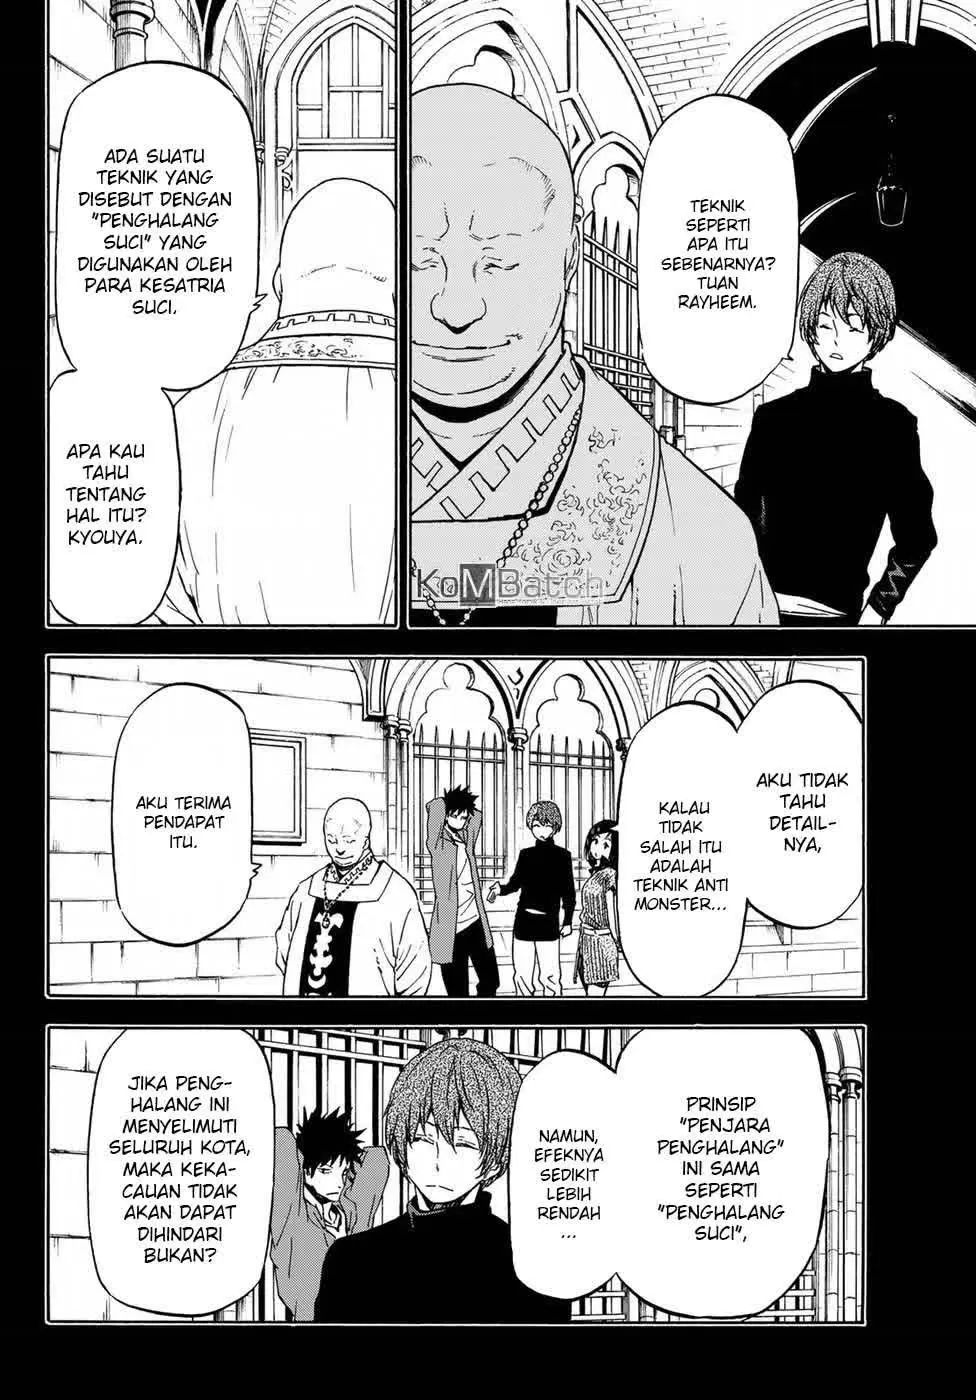 TEKNIK
SEPERTI
APA ITU
SEBENARNYA?
TUAN
RAYHEEM.
ADA SUATU
TEKNIK YANG
DISEBUT DENGAN
"PENGHALANG
SUCI" YANG
DIGUNAKAN OLEH
PARA KESATRIA
SUCI.
APA KAU
TAHU
TENTANG
HAL ITU?
KYOUYA.
KoMBatch
AKU TIDAK
TAHU
DETAIL-
NYA,
KALAU
TIDAK
SALAH ITU
ADALAH
TEKNIK ANTI
MONSTER...
AKU TERIMA
PENDAPAT
ITU.
PRINSIP
"PENJARA
PENGHALANG"
INI SAMA
SEPERTI
"PENGHALANG
SUCI",
NAMUN,
EFEKNYA
SEDIKIT
LEBIH
RENDAH
...
JIKA PENG-
HALANG INI
MENYELIMUTI
SELURUH KOTA,
MAKA KEKA-
CAUAN TIDAK
AKAN DAPAT
DIHINDARI
BUKAN?